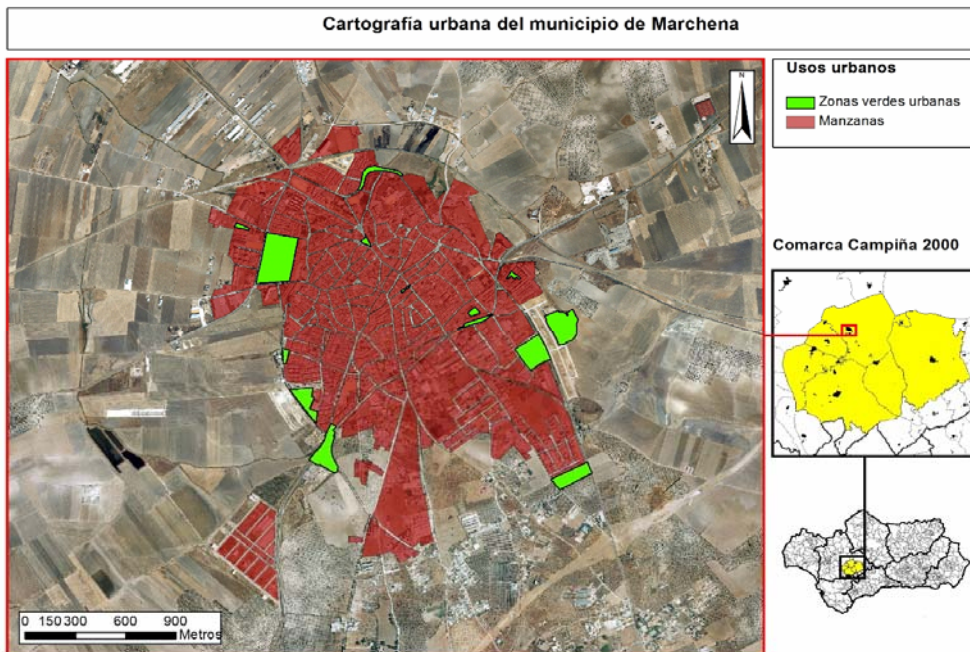 Cartografía urbana del municipio de Marchena
N
Usos urbanos
Zonas verdes urbanas
Manzanas
Comarca Campiña 2000
0 150 300 600 900
Metros